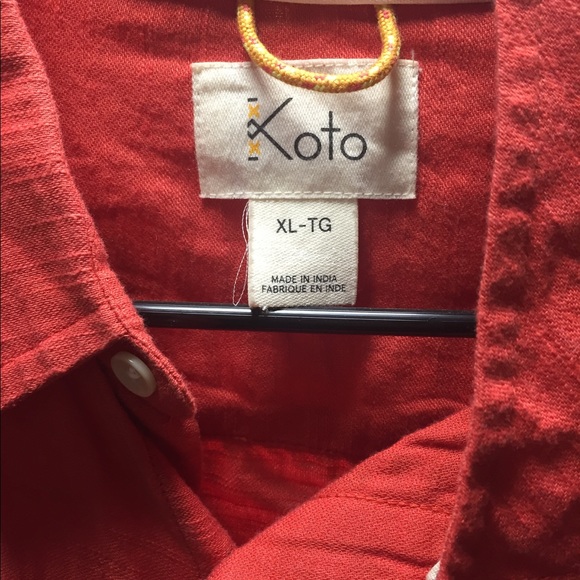 Koto
XL-TG
MADE IN INDIA
FABRIQUE EN INDE